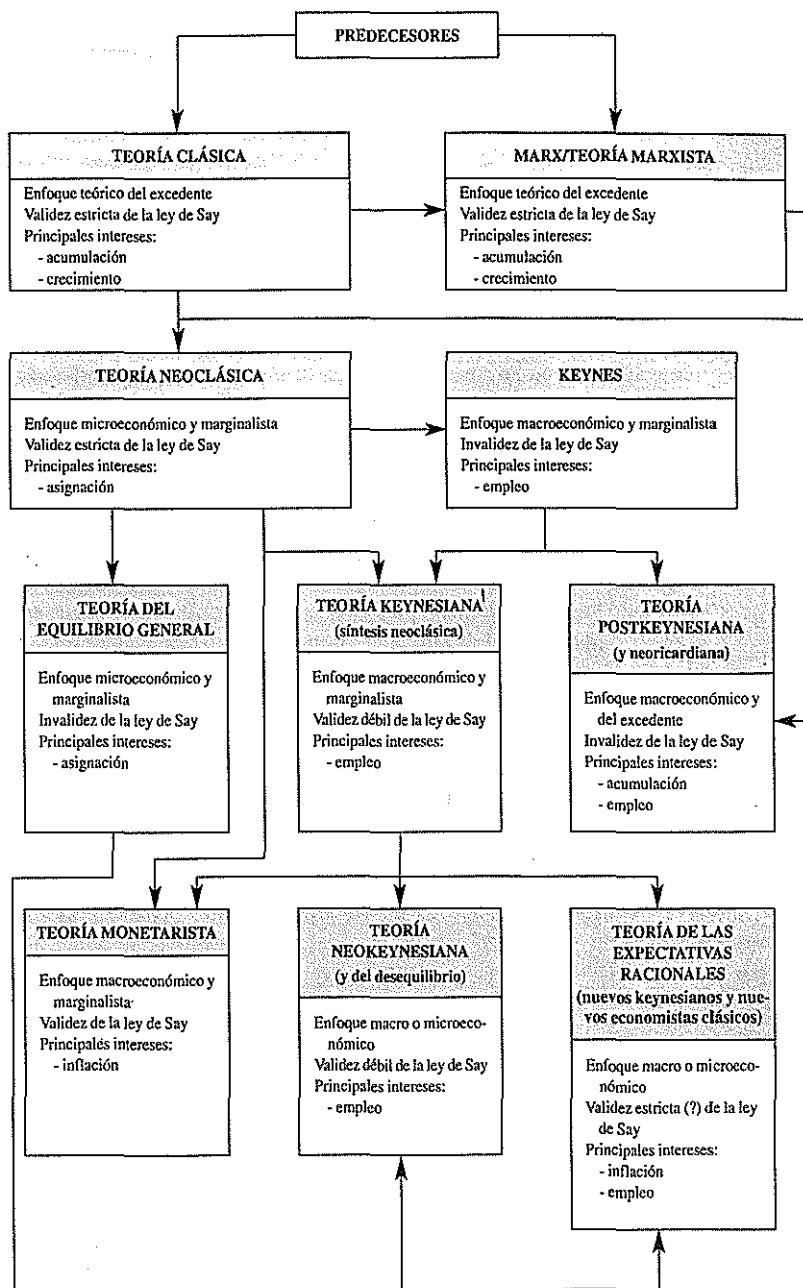 PREDECESORES
TEORÍA CLÁSICA
Enfoque teórico del excedente
Validez estricta de la ley de Say
Principales intereses:
- acumulación
- crecimiento
MARX/TEORÍA MARXISTA
Enfoque teórico del excedente
Validez estricta de la ley de Say
Principales intereses:
- acumulación
- crecimiento
TEORÍA NEOCLÁSICA
Enfoque microeconómico y marginalista
Validez estricta de la ley de Say
Principales intereses:
- asignación
KEYNES
Enfoque macroeconómico y marginalista
Invalidez de la ley de Say
Principales intereses:
- empleo
TEORÍA DEL
EQUILIBRIO GENERAL
Enfoque microeconómico y
marginalista
Invalidez de la ley de Say
Principales intereses:
- asignación
TEORÍA KEYNESIANA
(síntesis neoclásica)
Enfoque macroeconómico y
marginalista
Validez débil de la ley de Say
Principales intereses:
- empleo
TEORÍA
POSTKEYNESIANA
(y neoricardiana)
Enfoque macroeconómico y
del excedente
Invalidez de la ley de Say
Principales intereses:
- acumulación
- empleo
TEORÍA MONETARISTA
Enfoque macroeconómico y
marginalista
Validez de la ley de Say
Principales intereses:
- inflación
TEORÍA
NEOKEYNESIANA
(y del desequilibrio)
Enfoque macro o microeco-
nómico
Validez débil de la ley de Say
Principales intereses:
- empleo
TEORÍA DE LAS
EXPECTATIVAS
RACIONALES
(nuevos keynesianos y nue-
vos economistas clásicos)
Enfoque macro o microeco-
nómico
Validez estricta (?) de la ley
de Say
Principales intereses:
- inflación
- empleo